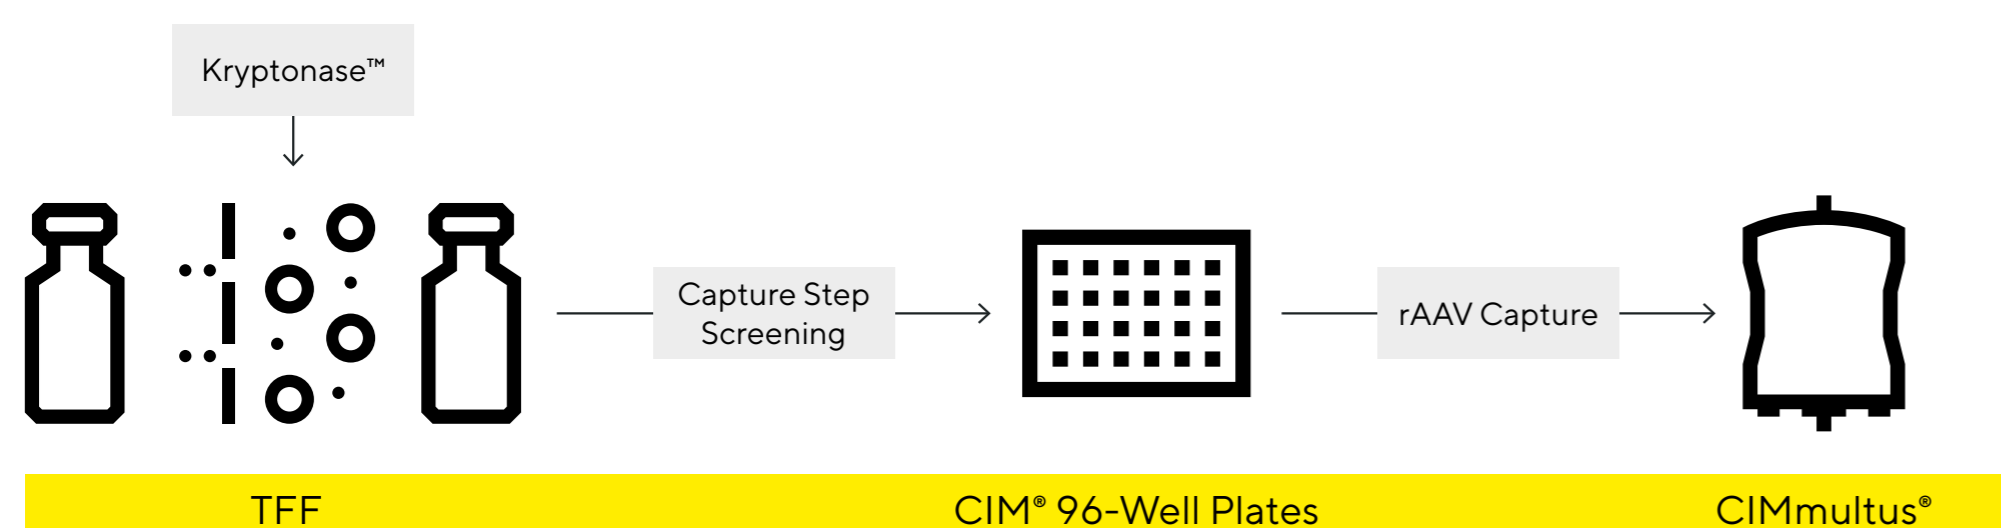 Kryptonase™
Capture Step
Screening
rAAV Capture
TFF
CIM® 96-Well Plates
CIMmultus®